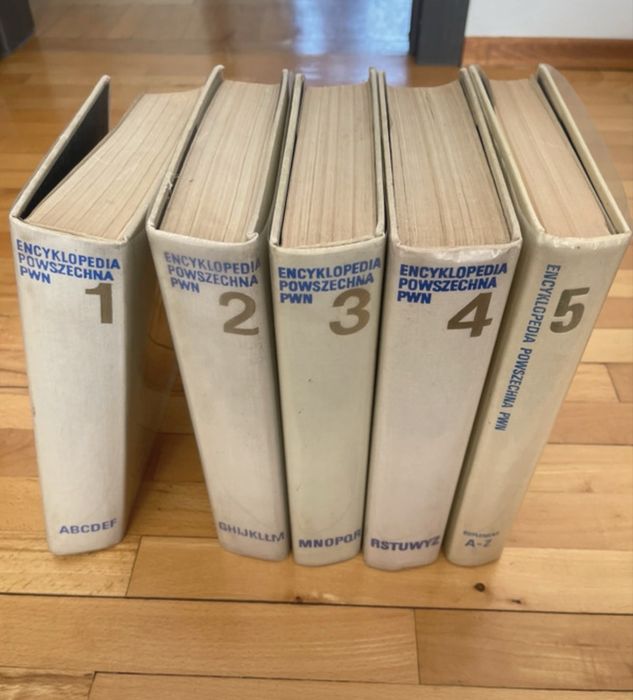 ENCYKLOPEDIA
POWSZECHNA
PWN
1
ABCDEF
ENCYKLOPEDIA
POWSZECHNA
PWN
2
GHIJKLŁM
ENCYKLOPEDIA
POWSZECHNA
PWN
3
MNOPQR
ENCYKLOPEDIA
POWSZECHNA
PWN
4
RSTUWYZ
ENCYKLOPEDIA POWSZECHNA PWN
5
SUPLEMENT
A-Z